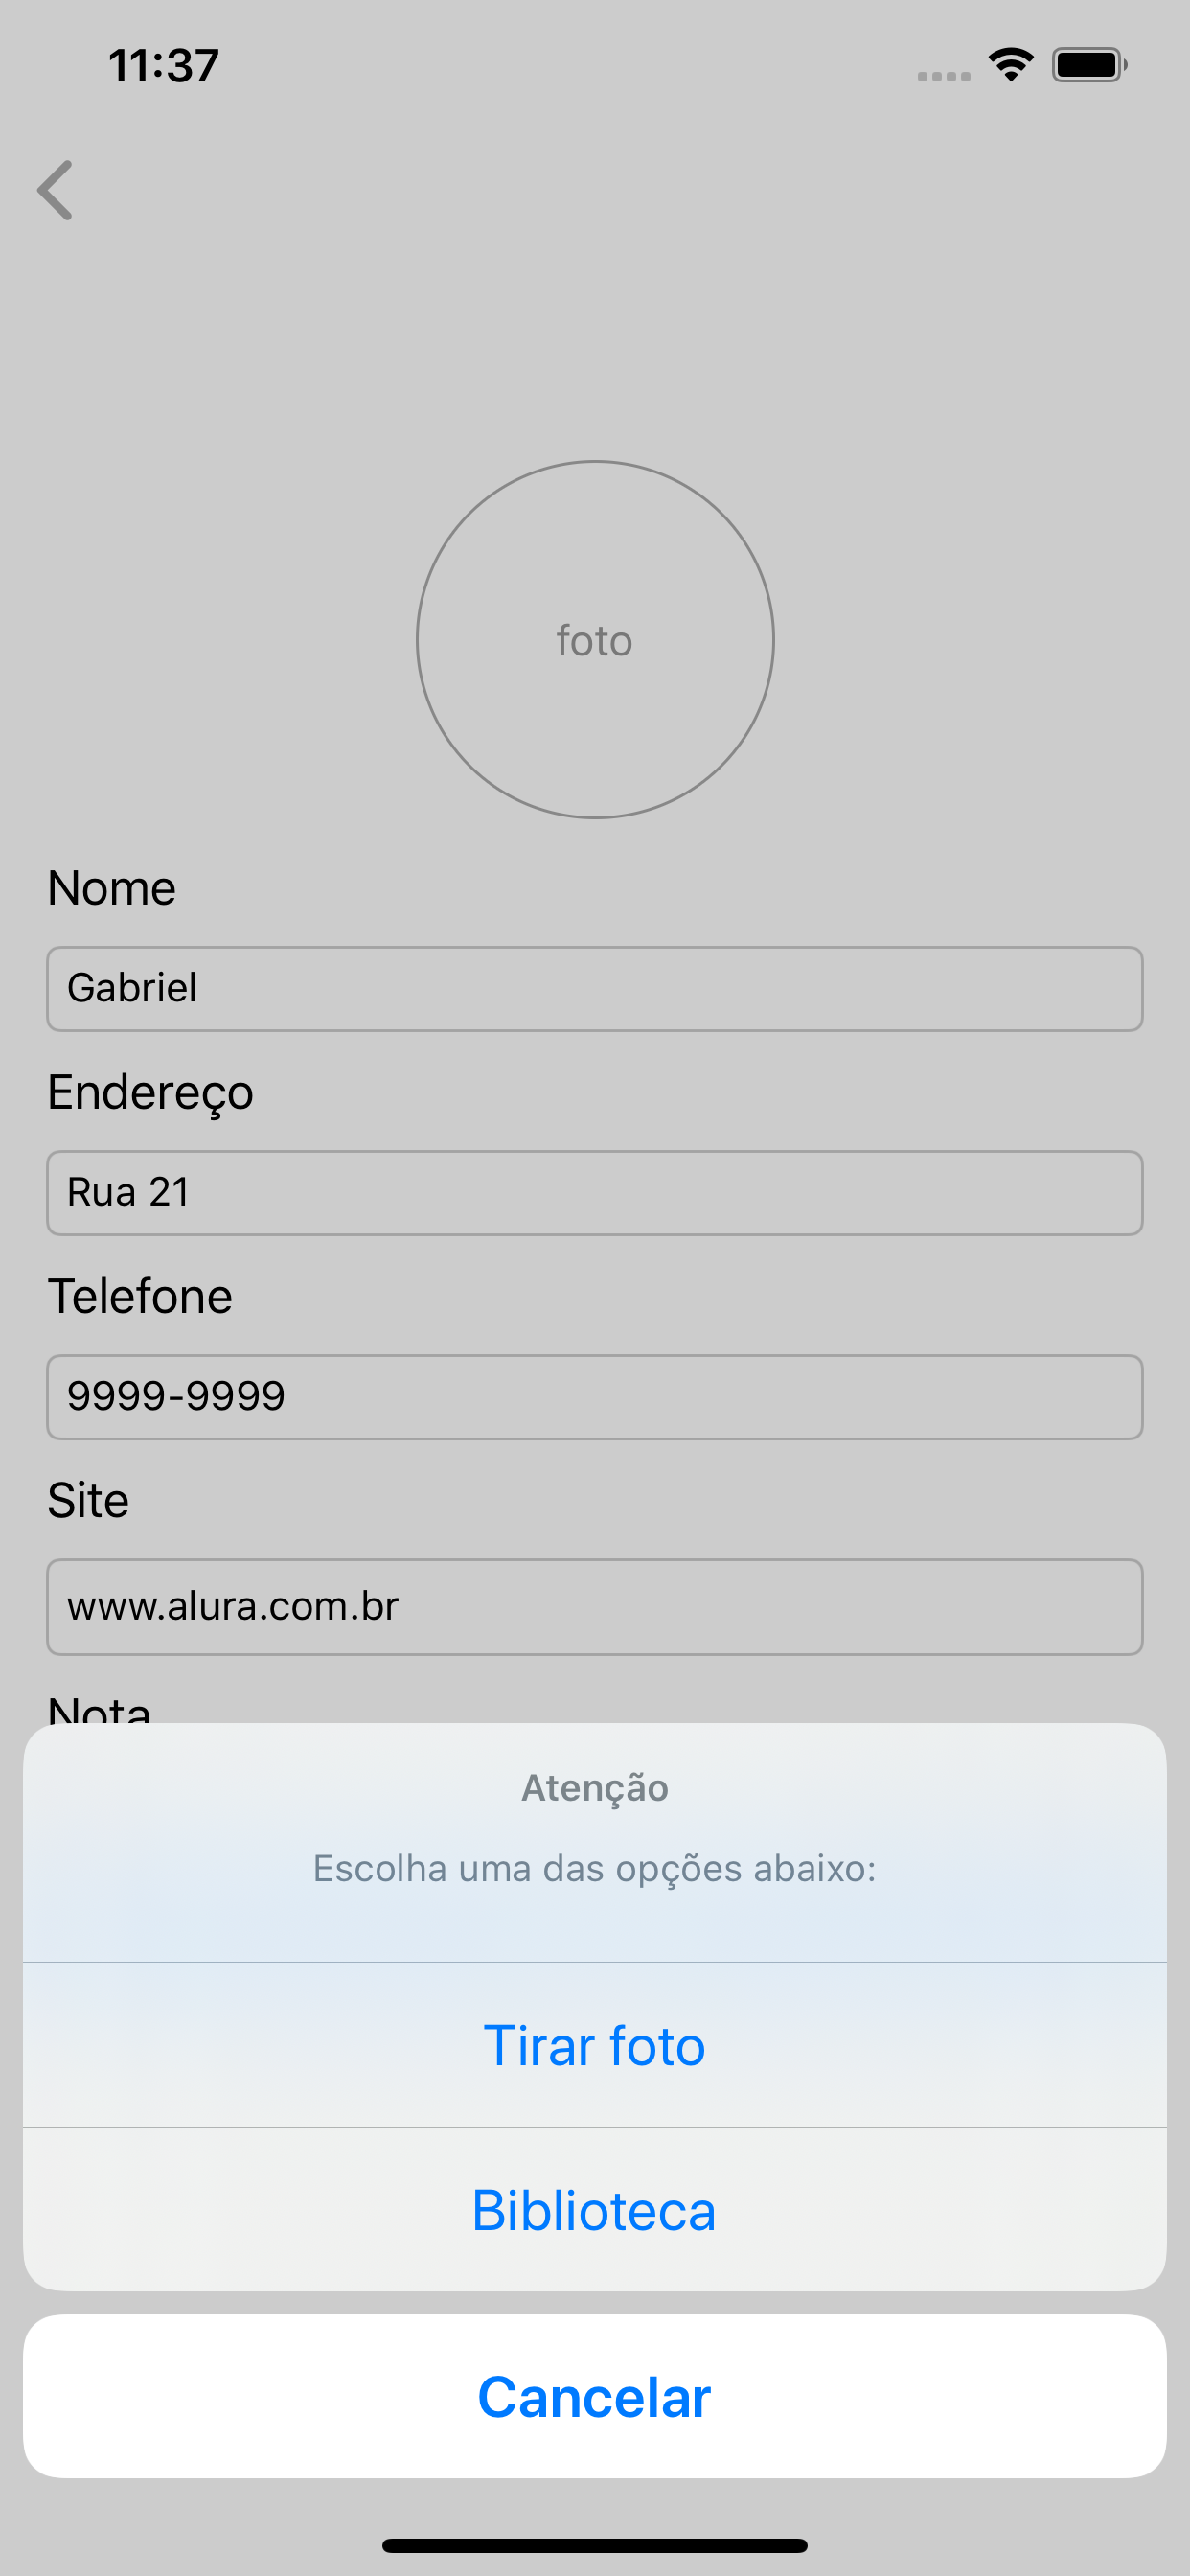 11:37
foto
Nome
Gabriel
Endereço
Rua 21
Telefone
9999-9999
Site
www.alura.com.br
Nota
Atenção
Escolha uma das opções abaixo:
Tirar foto
Biblioteca
Cancelar